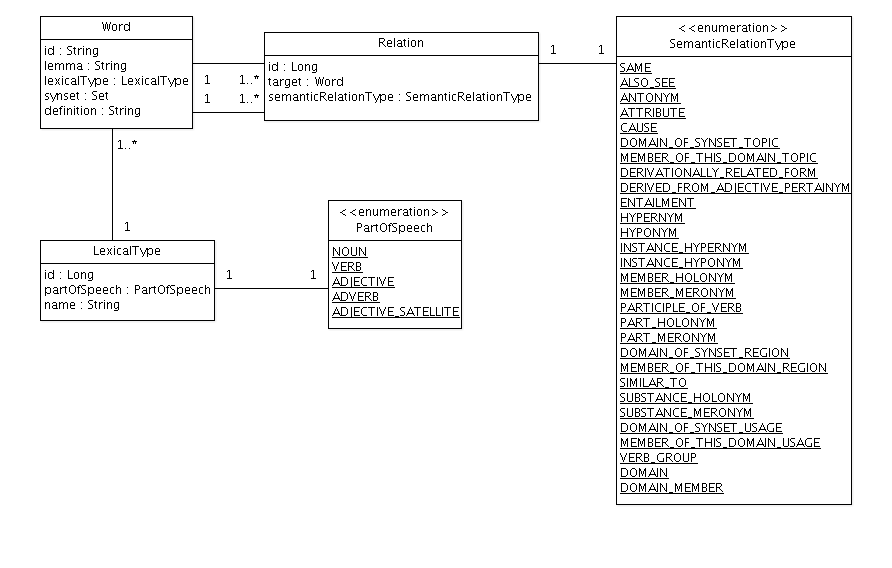 Word
id : String
lemma : String
lexicalType : LexicalType
synset : Set
definition : String
1
1..*
1
1..*
Relation
id : Long
target : Word
semanticRelationType : SemanticRelationType
1
1
<<enumeration>>
SemanticRelationType
SAME
ALSO_SEE
ANTONYM
ATTRIBUTE
CAUSE
DOMAIN_OF_SYNSET_TOPIC
MEMBER_OF_THIS_DOMAIN_TOPIC
DERIVATIONALLY_RELATED_FORM
DERIVED_FROM_ADJECTIVE_PERTAINYM
ENTAILMENT
HYPERNYM
HYPONYM
INSTANCE_HYPERNYM
INSTANCE_HYPONYM
MEMBER_HOLONYM
MEMBER_MERONYM
PARTICIPLE_OF_VERB
PART_HOLONYM
PART_MERONYM
DOMAIN_OF_SYNSET_REGION
MEMBER_OF_THIS_DOMAIN_REGION
SIMILAR_TO
SUBSTANCE_HOLONYM
SUBSTANCE_MERONYM
DOMAIN_OF_SYNSET_USAGE
MEMBER_OF_THIS_DOMAIN_USAGE
VERB_GROUP
DOMAIN
DOMAIN_MEMBER
1..*
1
LexicalType
id : Long
partOfSpeech : PartOfSpeech
name : String
1
1
<<enumeration>>
PartOfSpeech
NOUN
VERB
ADJECTIVE
ADVERB
ADJECTIVE_SATELLITE